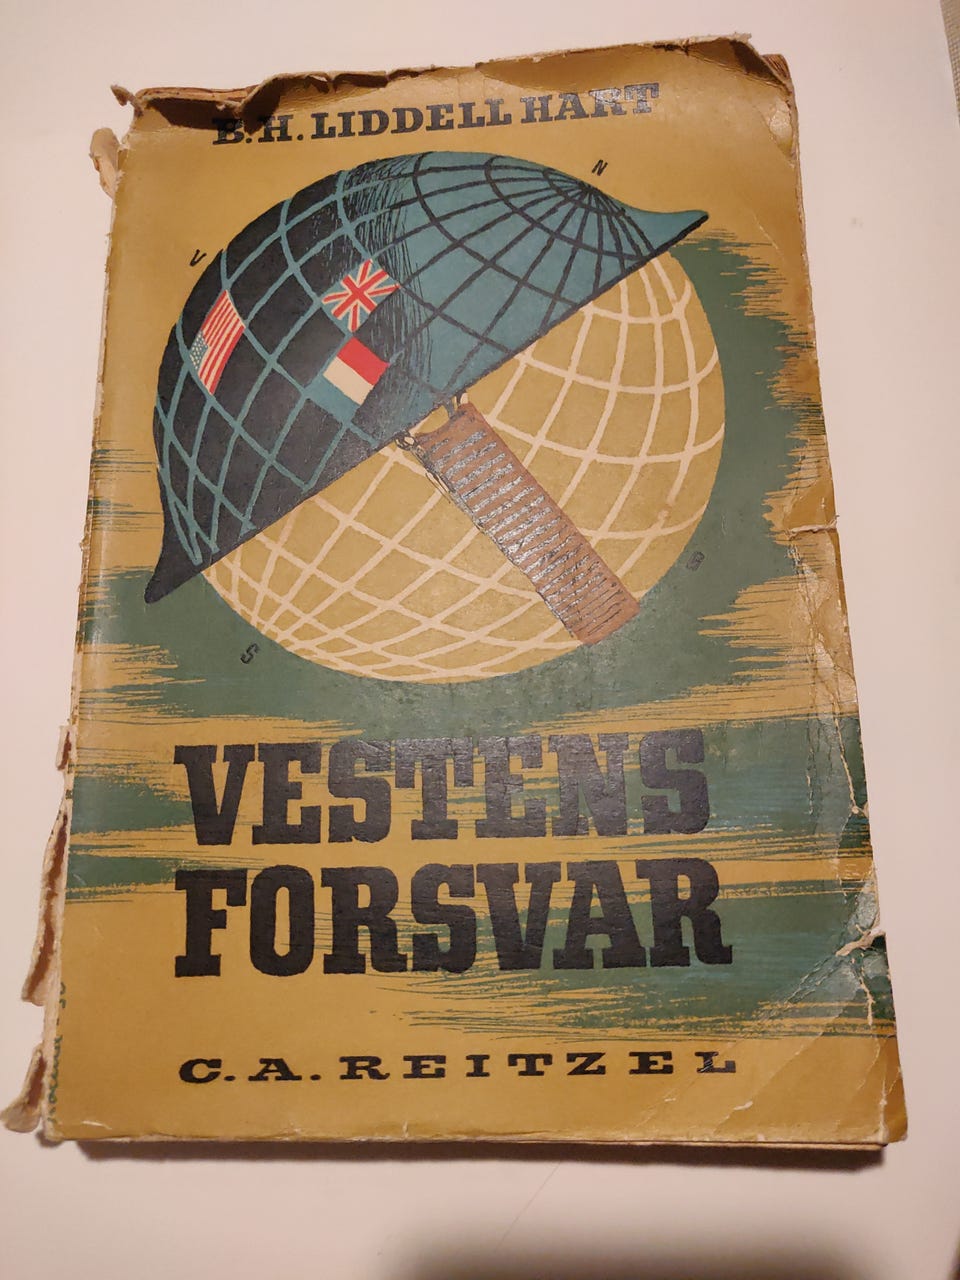 B.H. LIDDELL HART
N
V
S
VESTENS
FORSVAR
C. A. REITZEL